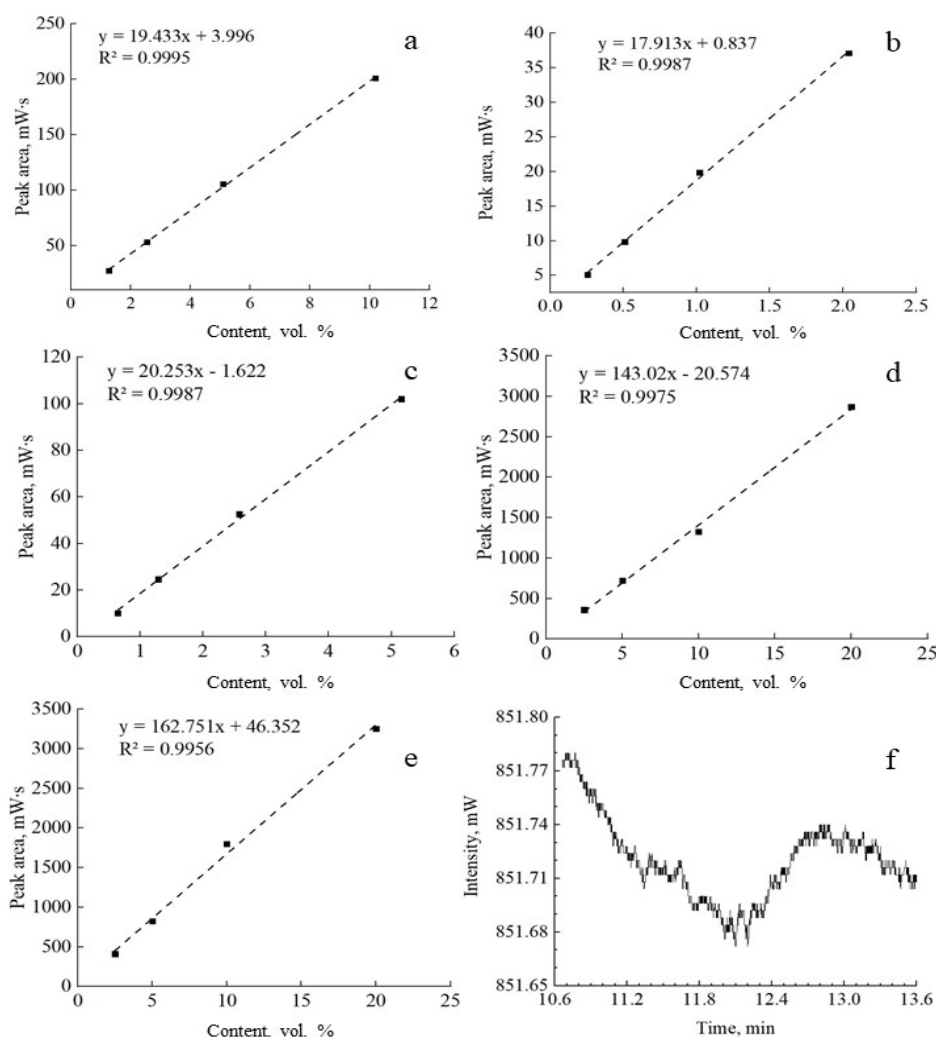 y = 19.433x + 3.996
R² = 0.9995
a
Peak area, mW·s
250
200
150
100
50
0 2 4 6 8 10 12
Content, vol. %
y = 17.913x + 0.837
R² = 0.9987
b
Peak area, mW·s
40
35
30
25
20
15
10
5
0.0 0.5 1.0 1.5 2.0 2.5
Content, vol. %
y = 20.253x - 1.622
R² = 0.9987
c
Peak area, mW·s
120
100
80
60
40
20
0
1 2 3 4 5 6
Content, vol. %
y = 143.02x - 20.574
R² = 0.9975
d
Peak area, mW·s
3500
3000
2500
2000
1500
1000
500
0
0 5 10 15 20 25
Content, vol. %
y = 162.751x + 46.352
R² = 0.9956
e
Peak area, mW·s
3500
3000
2500
2000
1500
1000
500
0
0 5 10 15 20 25
Content, vol. %
f
Intensity, mW
851.80
851.77
851.74
851.71
851.68
851.65
10.6 11.2 11.8 12.4 13.0 13.6
Time, min